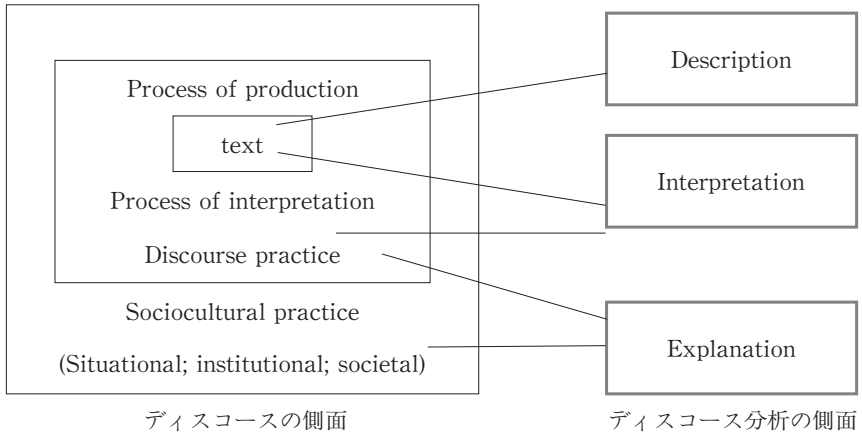 Process of production
text
Process of interpretation
Discourse practice
Sociocultural practice
(Situational; institutional; societal)
ディスコースの側面
Description
Interpretation
Explanation
ディスコース分析の側面